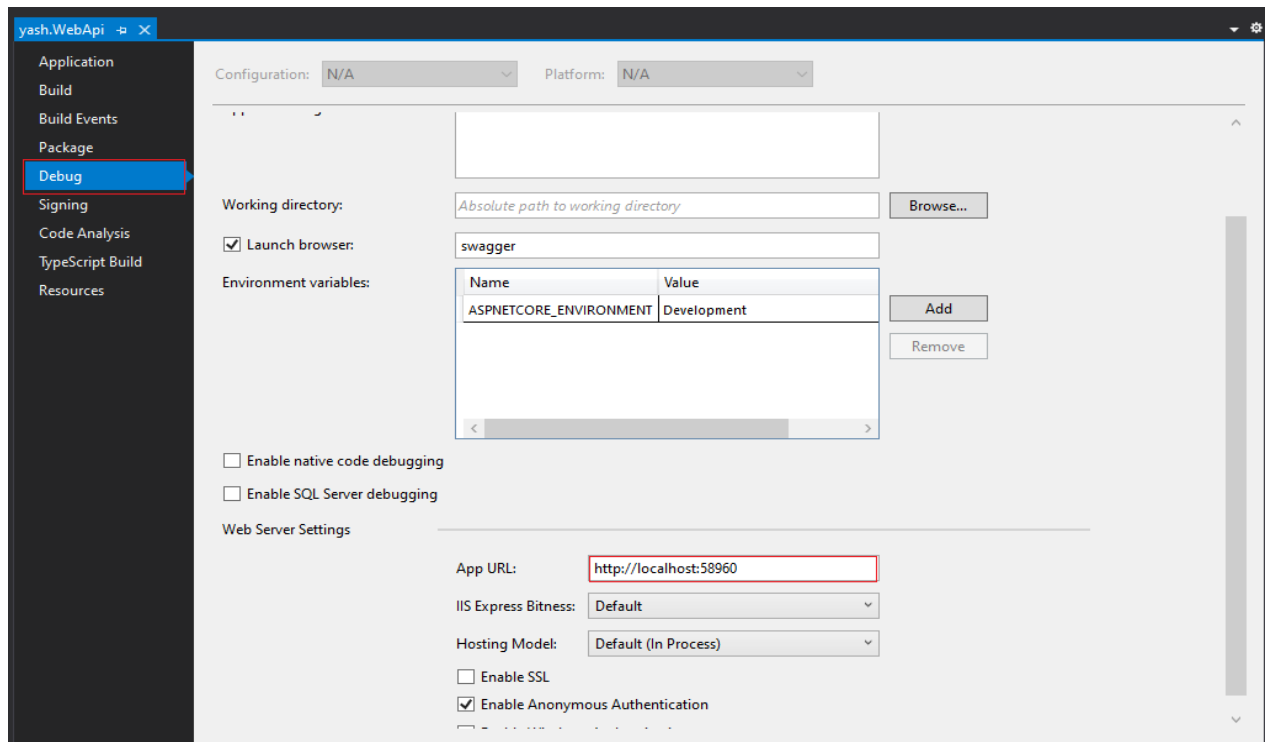 yash.WebApi
Application
Build
Build Events
Package
Debug
Signing
Code Analysis
TypeScript Build
Resources
Configuration: N/A Platform: N/A
Working directory: Absolute path to working directory Browse...
Launch browser: swagger
Environment variables: Name Value
ASPNETCORE_ENVIRONMENT Development Add
Remove
Enable native code debugging
Enable SQL Server debugging
Web Server Settings
App URL: http://localhost:58960
IIS Express Bitness: Default
Hosting Model: Default (In Process)
Enable SSL
Enable Anonymous Authentication